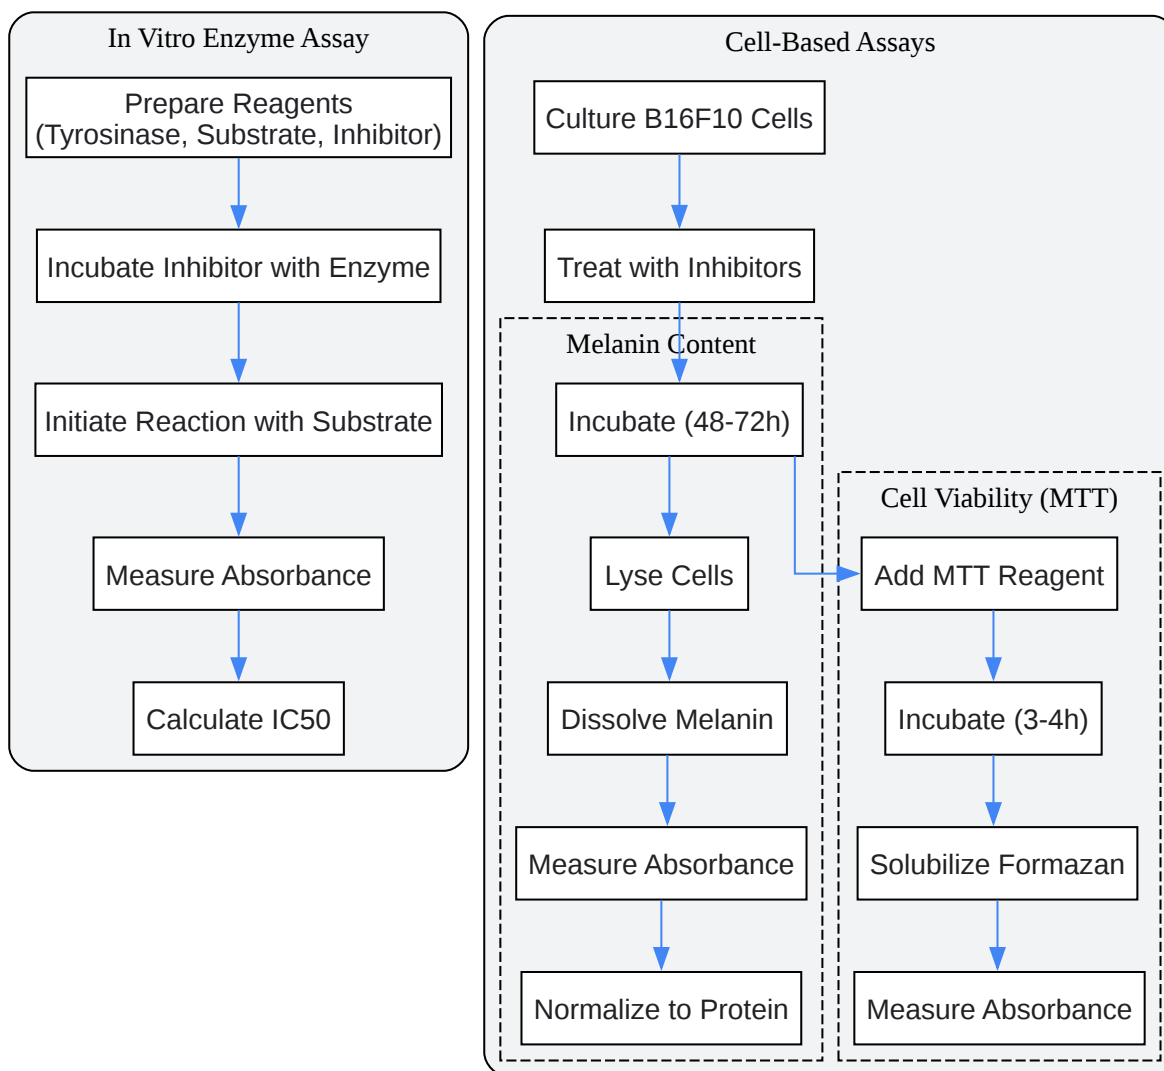 In Vitro Enzyme Assay
Prepare Reagents
(Tyrosinase, Substrate, Inhibitor)
Incubate Inhibitor with Enzyme
Initiate Reaction with Substrate
Measure Absorbance
Calculate IC50
Cell-Based Assays
Culture B16F10 Cells
Treat with Inhibitors
Melanin Content
Incubate (48-72h)
Lyse Cells
Dissolve Melanin
Measure Absorbance
Normalize to Protein
Cell Viability (MTT)
Add MTT Reagent
Incubate (3-4h)
Solubilize Formazan
Measure Absorbance